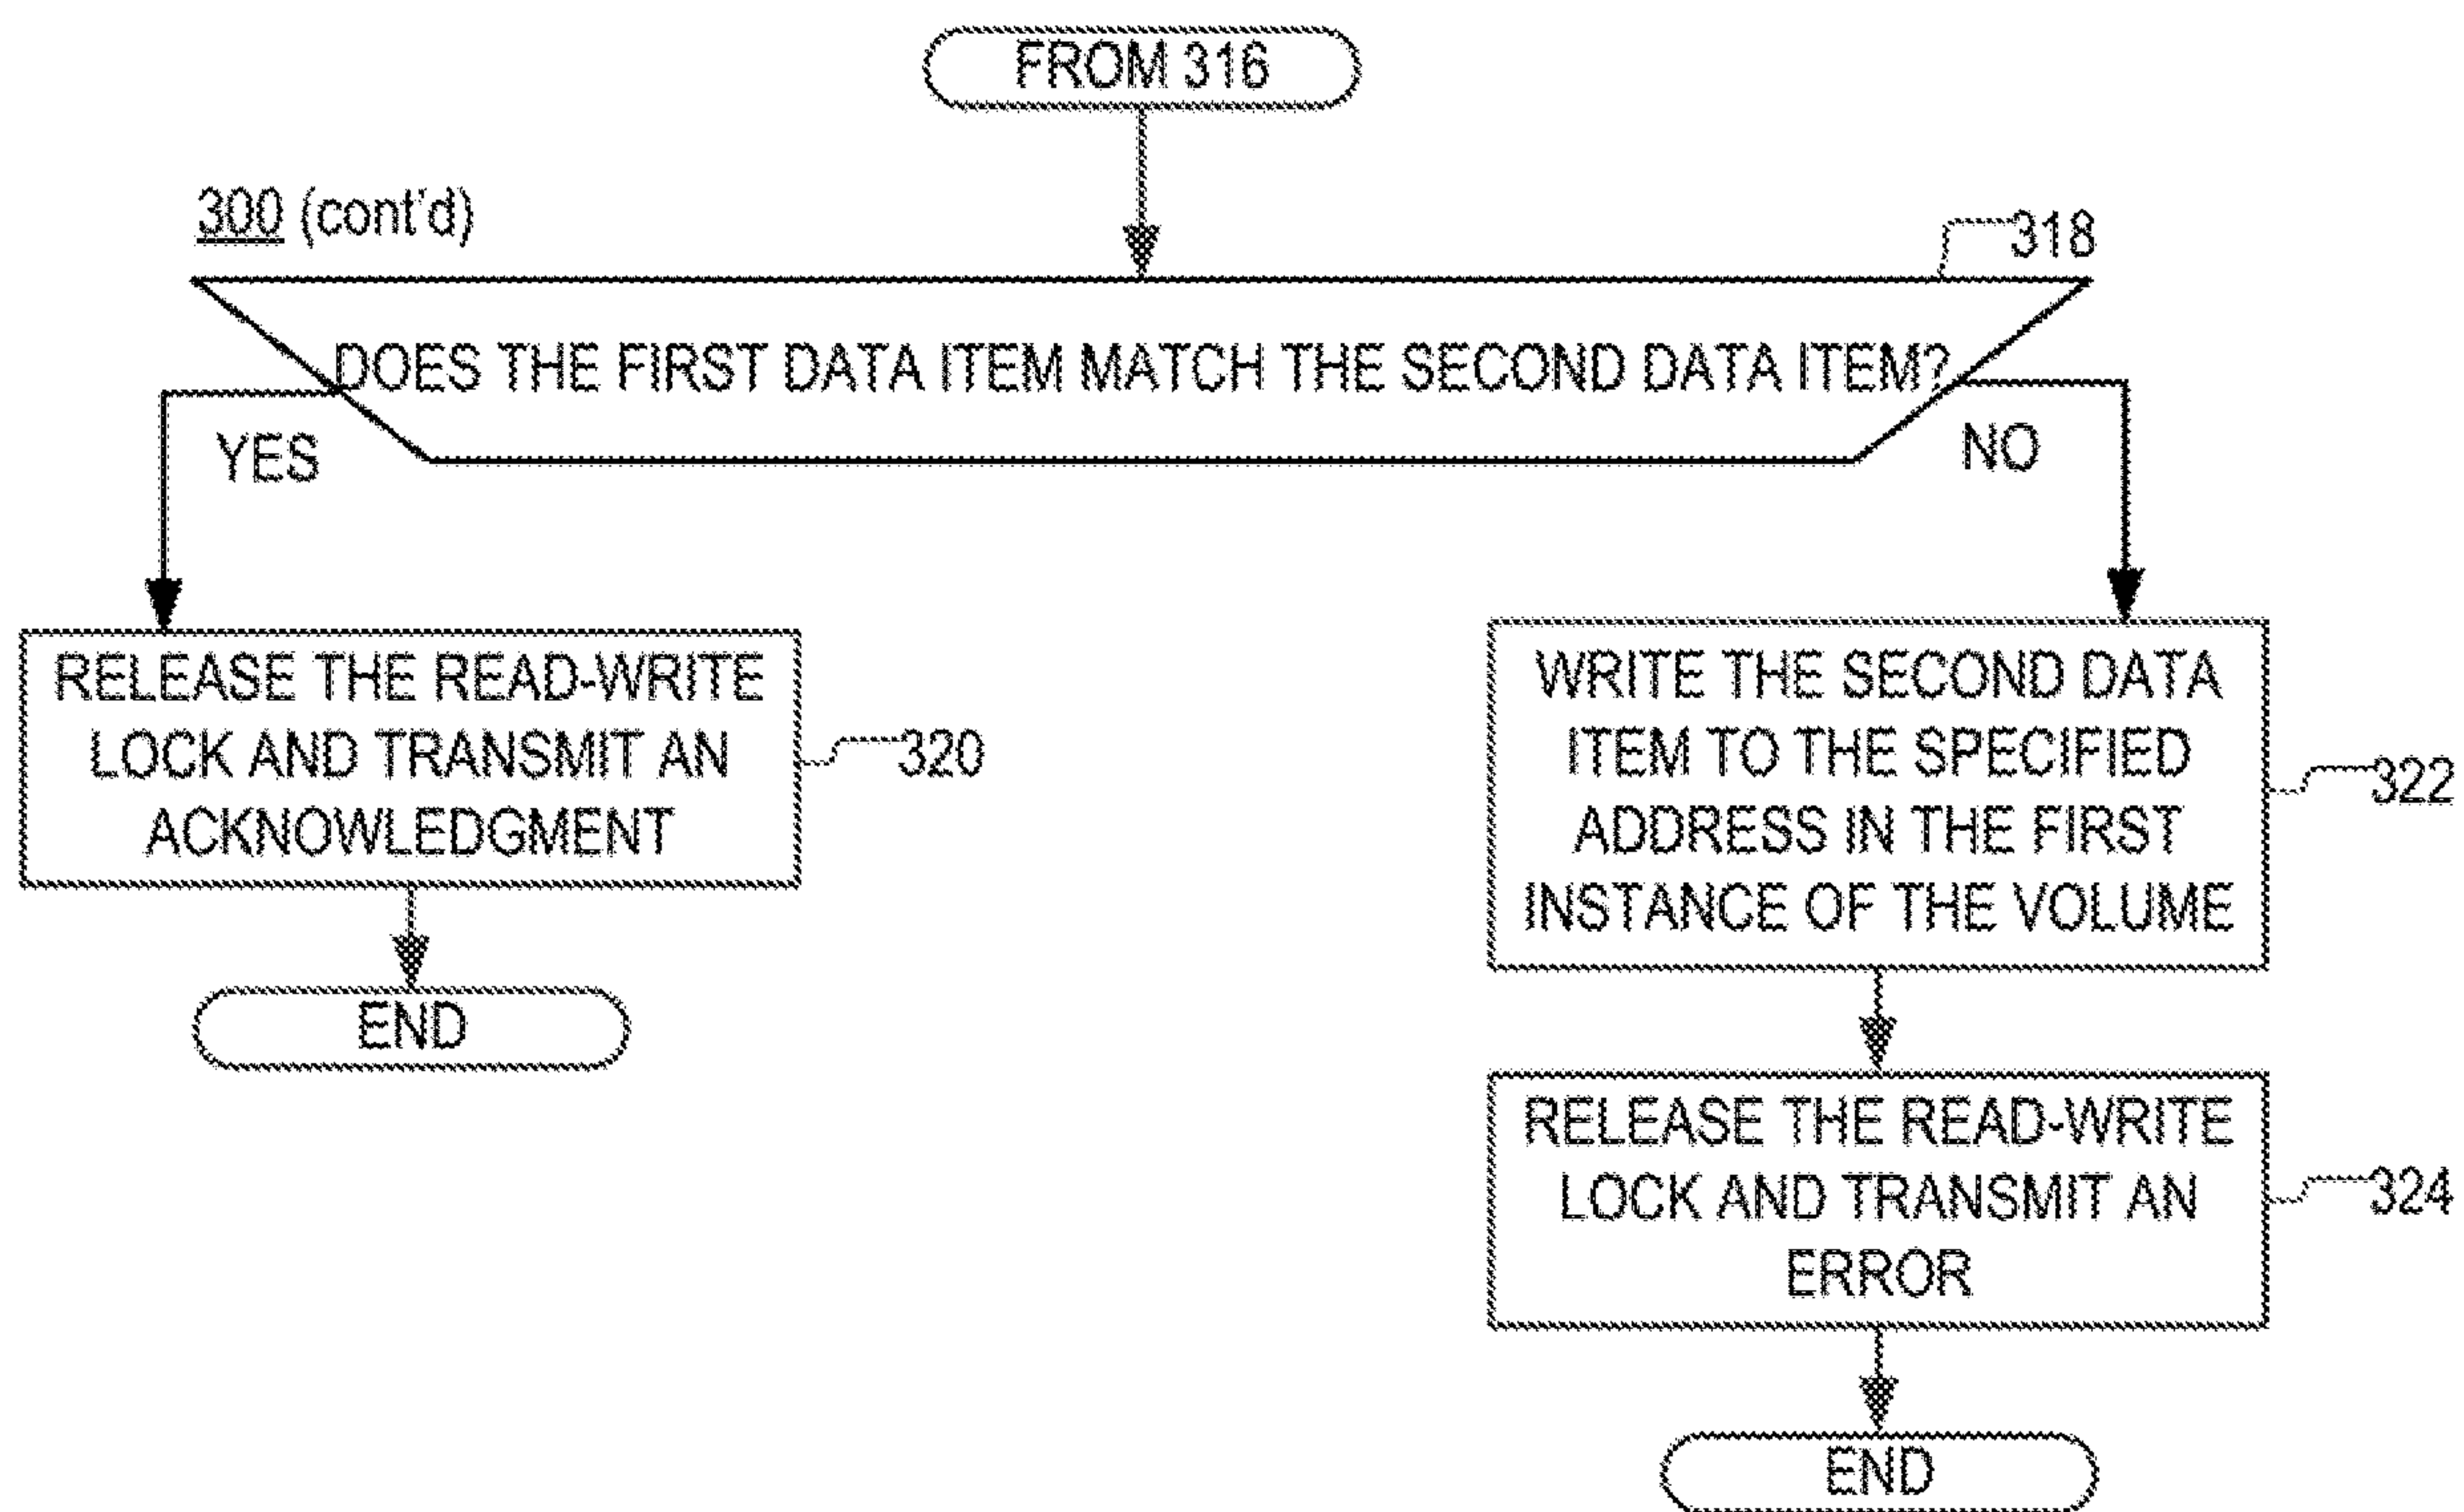 FROM 316
300 (cont'd)
318
DOES THE FIRST DATA ITEM MATCH THE SECOND DATA ITEM?
YES
NO
RELEASE THE READ-WRITE
LOCK AND TRANSMIT AN
ACKNOWLEDGMENT
320
END
WRITE THE SECOND DATA
ITEM TO THE SPECIFIED
ADDRESS IN THE FIRST
INSTANCE OF THE VOLUME
322
RELEASE THE READ-WRITE
LOCK AND TRANSMIT AN
ERROR
324
END